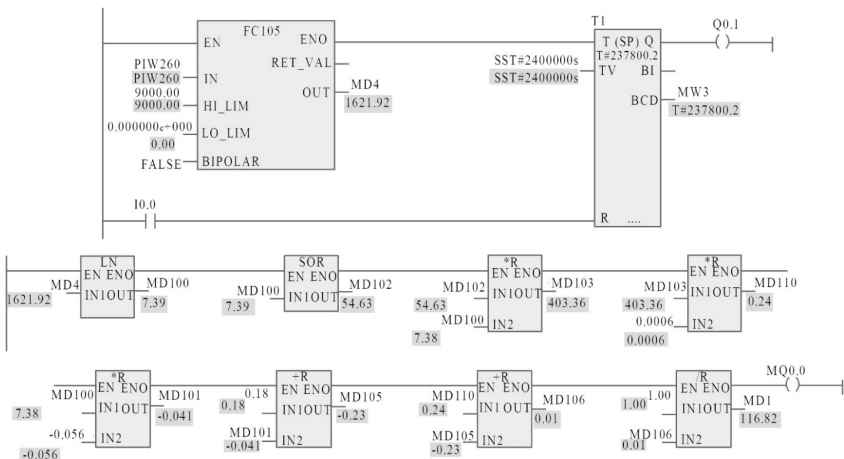 T1
FC105
EN ENO
RET_VAL
PIW260
PIW260
IN
9000.00
9000.00
HI_LIM
OUT
MD4
1621.92
0.000000e+000
0.00
LO_LIM
FALSE
BIPOLAR
T (SP) Q
T#237800.2
Q0.1
SST#2400000s
SST#2400000s
TV BI
BCD
MW3
T#237800.2
I0.0
R ....
LN
EN ENO
MD4
1621.92
IN1OUT
MD100
7.39
SOR
EN ENO
MD100
7.39
IN1OUT
MD102
54.63
*R
EN ENO
MD102
54.63
IN1OUT
MD103
403.36
MD100
7.38
IN2
*R
EN ENO
MD103
403.36
IN1OUT
MD110
0.24
0.0006
0.0006
IN2
*R
EN ENO
MD100
7.38
IN1OUT
MD101
-0.041
-0.056
-0.056
IN2
÷R
EN ENO
0.18
0.18
IN1OUT
MD105
-0.23
MD101
-0.041
IN2
÷R
EN ENO
MD110
0.24
IN1OUT
MD106
0.01
MD105
-0.23
IN2
/R
EN ENO
1.00
1.00
IN1OUT
MD1
116.82
MD106
0.01
IN2
MQ0.0